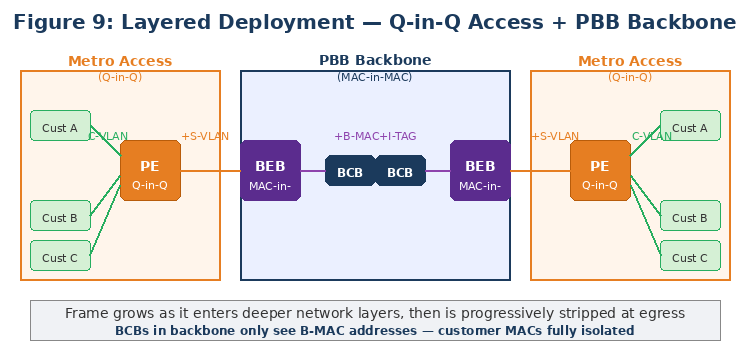 Figure 9: Layered Deployment — Q-in-Q Access + PBB Backbone
Metro Access
(Q-in-Q)
PBB Backbone
(MAC-in-MAC)
Metro Access
(Q-in-Q)
Cust A
C-VLAN
+S-VLAN
PE
Q-in-Q
Cust B
Cust C
BEB
MAC-in-
+B-MAC+I-TAG
BCB
BCB
BEB
MAC-in-
+S-VLAN
PE
Q-in-Q
C-VLAN
Cust A
Cust B
Cust C
Frame grows as it enters deeper network layers, then is progressively stripped at egress
BCBs in backbone only see B-MAC addresses — customer MACs fully isolated